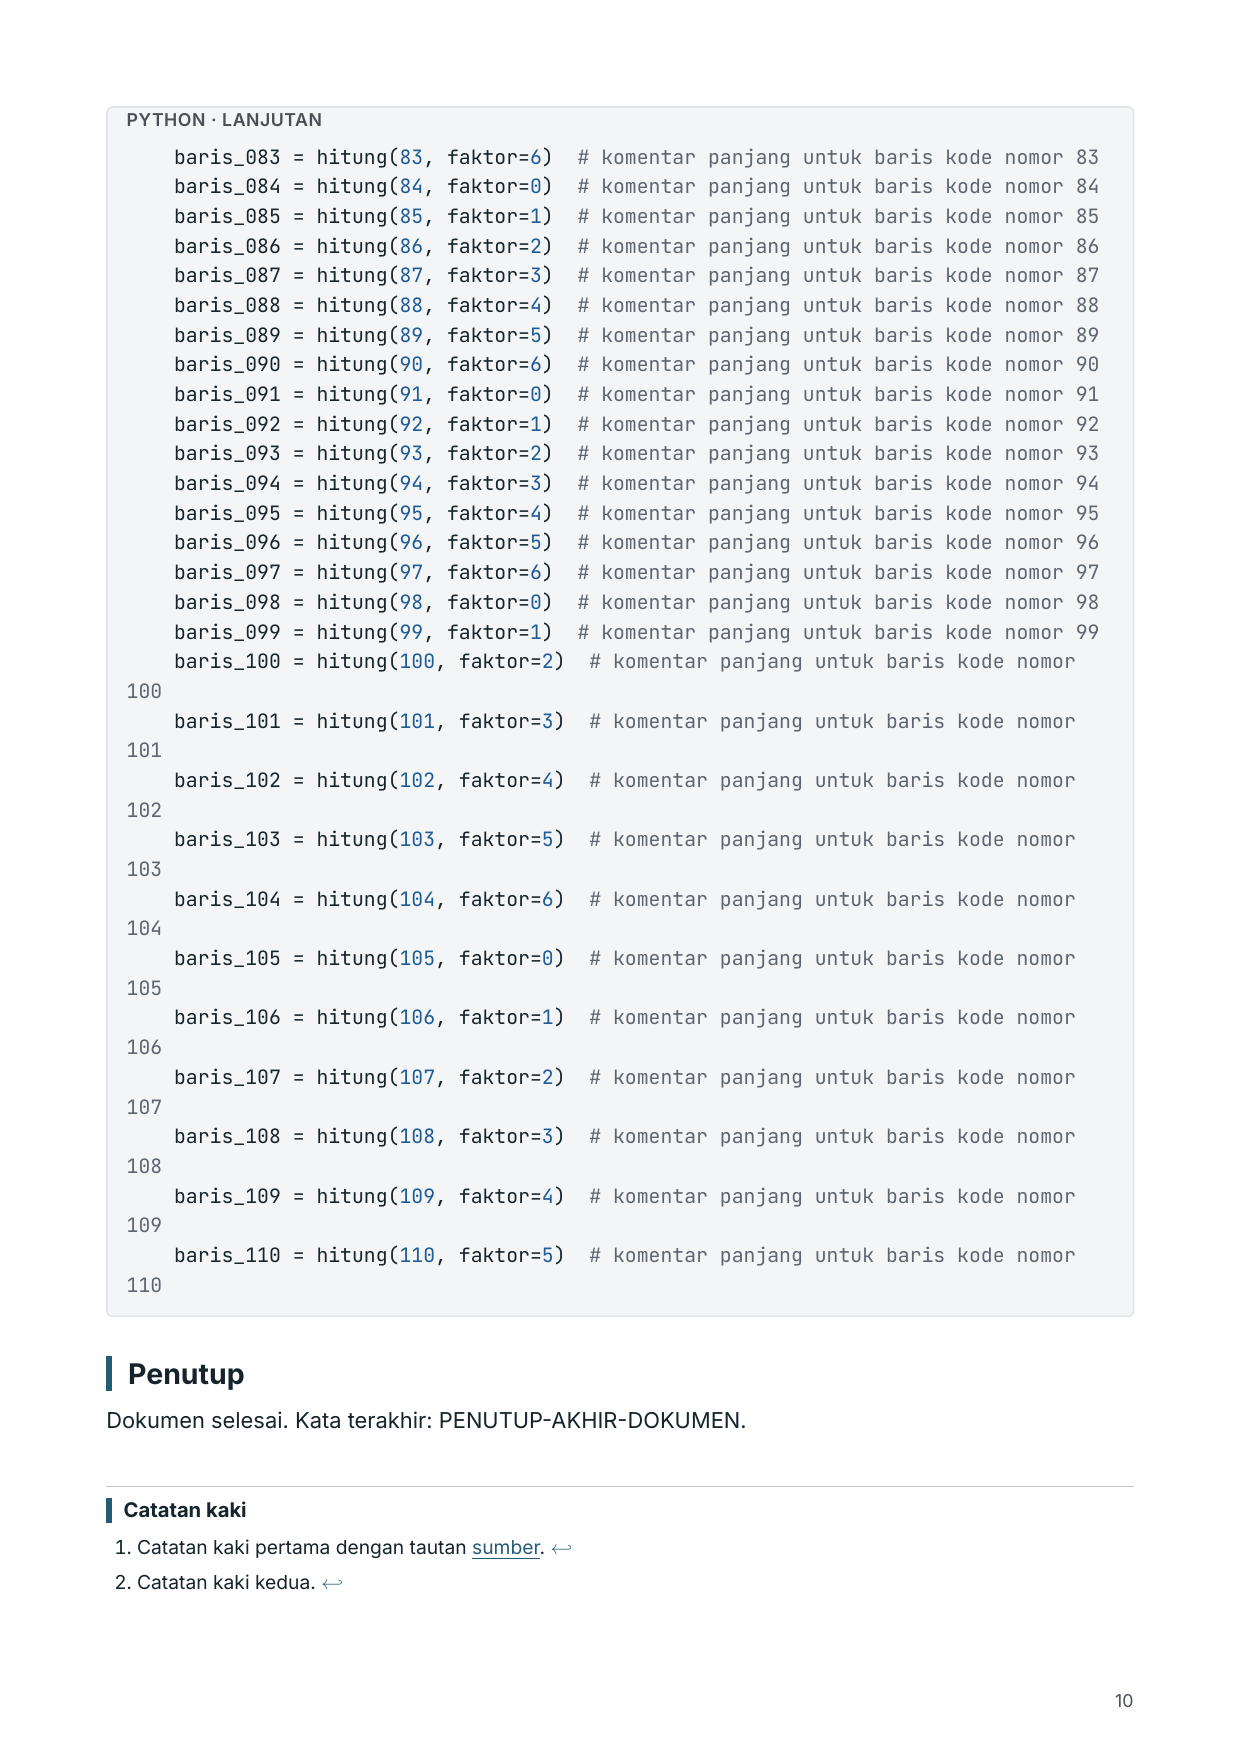 PYTHON · LANJUTAN
    baris_083 = hitung(83, faktor=6)  # komentar panjang untuk baris kode nomor 83
    baris_084 = hitung(84, faktor=0)  # komentar panjang untuk baris kode nomor 84
    baris_085 = hitung(85, faktor=1)  # komentar panjang untuk baris kode nomor 85
    baris_086 = hitung(86, faktor=2)  # komentar panjang untuk baris kode nomor 86
    baris_087 = hitung(87, faktor=3)  # komentar panjang untuk baris kode nomor 87
    baris_088 = hitung(88, faktor=4)  # komentar panjang untuk baris kode nomor 88
    baris_089 = hitung(89, faktor=5)  # komentar panjang untuk baris kode nomor 89
    baris_090 = hitung(90, faktor=6)  # komentar panjang untuk baris kode nomor 90
    baris_091 = hitung(91, faktor=0)  # komentar panjang untuk baris kode nomor 91
    baris_092 = hitung(92, faktor=1)  # komentar panjang untuk baris kode nomor 92
    baris_093 = hitung(93, faktor=2)  # komentar panjang untuk baris kode nomor 93
    baris_094 = hitung(94, faktor=3)  # komentar panjang untuk baris kode nomor 94
    baris_095 = hitung(95, faktor=4)  # komentar panjang untuk baris kode nomor 95
    baris_096 = hitung(96, faktor=5)  # komentar panjang untuk baris kode nomor 96
    baris_097 = hitung(97, faktor=6)  # komentar panjang untuk baris kode nomor 97
    baris_098 = hitung(98, faktor=0)  # komentar panjang untuk baris kode nomor 98
    baris_099 = hitung(99, faktor=1)  # komentar panjang untuk baris kode nomor 99
    baris_100 = hitung(100, faktor=2)  # komentar panjang untuk baris kode nomor
100
    baris_101 = hitung(101, faktor=3)  # komentar panjang untuk baris kode nomor
101
    baris_102 = hitung(102, faktor=4)  # komentar panjang untuk baris kode nomor
102
    baris_103 = hitung(103, faktor=5)  # komentar panjang untuk baris kode nomor
103
    baris_104 = hitung(104, faktor=6)  # komentar panjang untuk baris kode nomor
104
    baris_105 = hitung(105, faktor=0)  # komentar panjang untuk baris kode nomor
105
    baris_106 = hitung(106, faktor=1)  # komentar panjang untuk baris kode nomor
106
    baris_107 = hitung(107, faktor=2)  # komentar panjang untuk baris kode nomor
107
    baris_108 = hitung(108, faktor=3)  # komentar panjang untuk baris kode nomor
108
    baris_109 = hitung(109, faktor=4)  # komentar panjang untuk baris kode nomor
109
    baris_110 = hitung(110, faktor=5)  # komentar panjang untuk baris kode nomor
110
Penutup
Dokumen selesai. Kata terakhir: PENUTUP-AKHIR-DOKUMEN.
Catatan kaki
1. Catatan kaki pertama dengan tautan sumber. ↩
2. Catatan kaki kedua. ↩
10